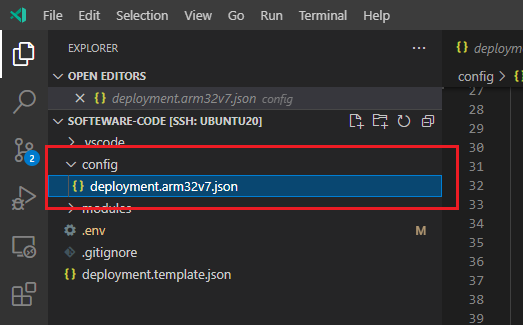 File Edit Selection View Go Run Terminal Help
EXPLORER
OPEN EDITORS
deployment.arm32v7.json config
SOFTEWARE-CODE [SSH: UBUNTU20]
.vscode
config
deployment.arm32v7.json
modules
.env M
.gitignore
deployment.template.json
2
deployment
config >
27
28
29
30
31
32
33
34
35
36
37
38
39